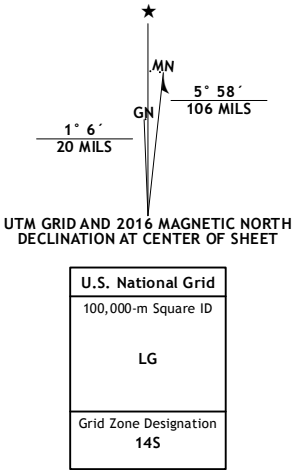 ★
MN
GN
5° 58´
106 MILS
1° 6´
20 MILS
UTM GRID AND 2016 MAGNETIC NORTH
DECLINATION AT CENTER OF SHEET
U.S. National Grid
100,000-m Square ID
LG
Grid Zone Designation
14S